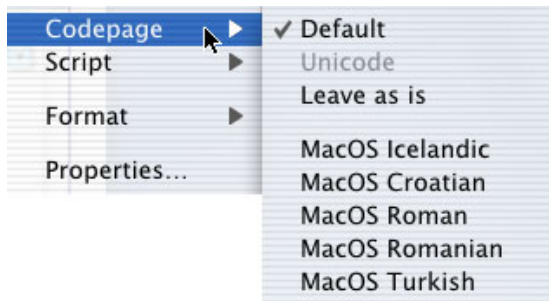 Codepage
Script
Format
Properties...
✓ Default
Unicode
Leave as is
MacOS Icelandic
MacOS Croatian
MacOS Roman
MacOS Romanian
MacOS Turkish